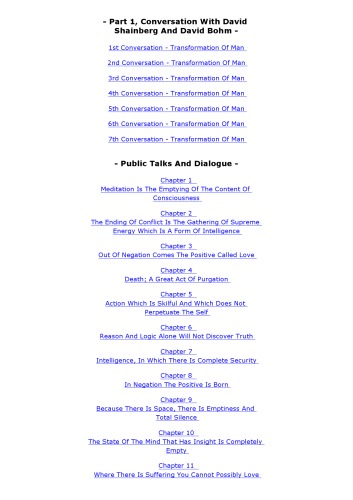 - Part 1, Conversation With David
Shainberg And David Bohm -
1st Conversation - Transformation Of Man
2nd Conversation - Transformation Of Man
3rd Conversation - Transformation Of Man
4th Conversation - Transformation Of Man
5th Conversation - Transformation Of Man
6th Conversation - Transformation Of Man
7th Conversation - Transformation Of Man
- Public Talks And Dialogue -
Chapter 1
Meditation Is The Emptying Of The Content Of
Consciousness
Chapter 2
The Ending Of Conflict Is The Gathering Of Supreme
Energy Which Is A Form Of Intelligence
Chapter 3
Out Of Negation Comes The Positive Called Love
Chapter 4
Death; A Great Act Of Purgation
Chapter 5
Action Which Is Skilful And Which Does Not
Perpetuate The Self
Chapter 6
Reason And Logic Alone Will Not Discover Truth
Chapter 7
Intelligence, In Which There Is Complete Security
Chapter 8
In Negation The Positive Is Born
Chapter 9
Because There Is Space, There Is Emptiness And
Total Silence
Chapter 10
The State Of The Mind That Has Insight Is Completely
Empty
Chapter 11
Where There Is Suffering You Cannot Possibly Love